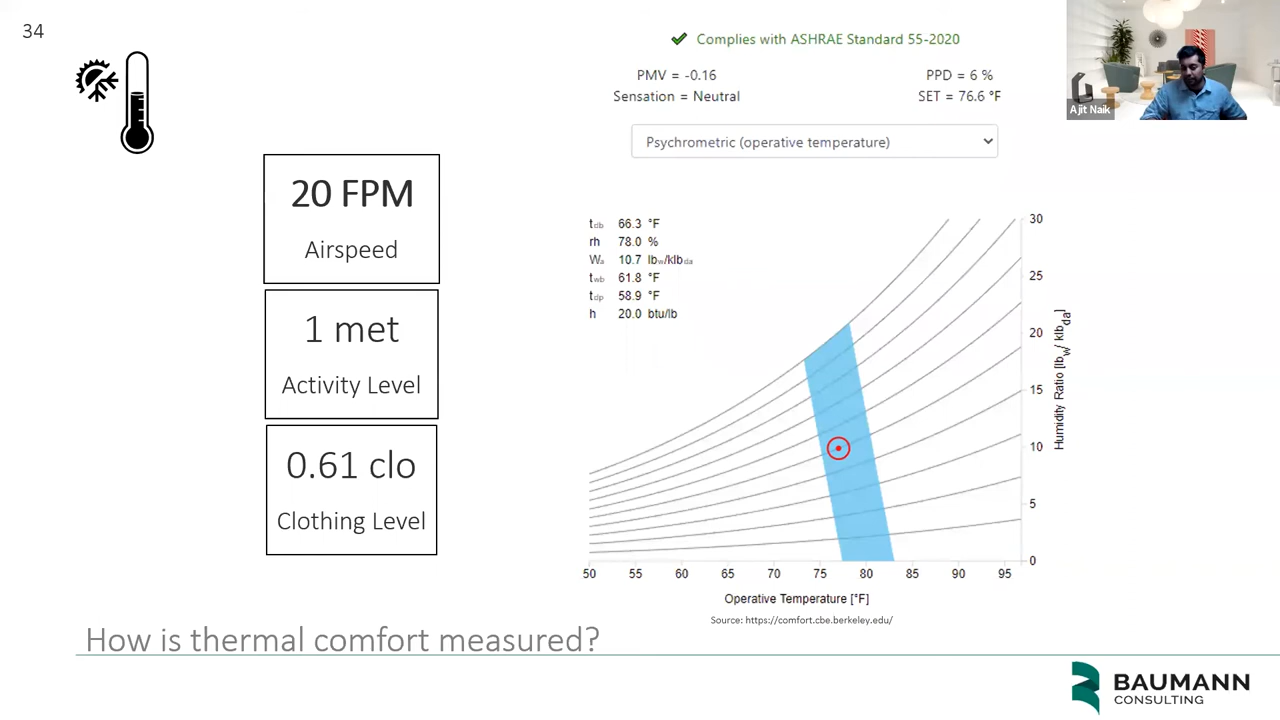 34
Complies with ASHRAE Standard 55-2020
PMV = -0.16
PPD = 6 %
Sensation = Neutral
SET = 76.6 °F
Psychrometric (operative temperature)
Ajit Naik
20 FPM
Airspeed
1 met
Activity Level
0.61 clo
Clothing Level
tdb 66.3 °F
rh 78.0 %
Wa 10.7 lbw/klbda
twb 61.8 °F
tdp 58.9 °F
h 20.0 btu/lb
30
25
20
15
10
5
0
Humidity Ratio [lbw/ klbda]
50 55 60 65 70 75 80 85 90 95
Operative Temperature [°F]
Source: https://comfort.cbe.berkeley.edu/
How is thermal comfort measured?
BAUMANN
CONSULTING